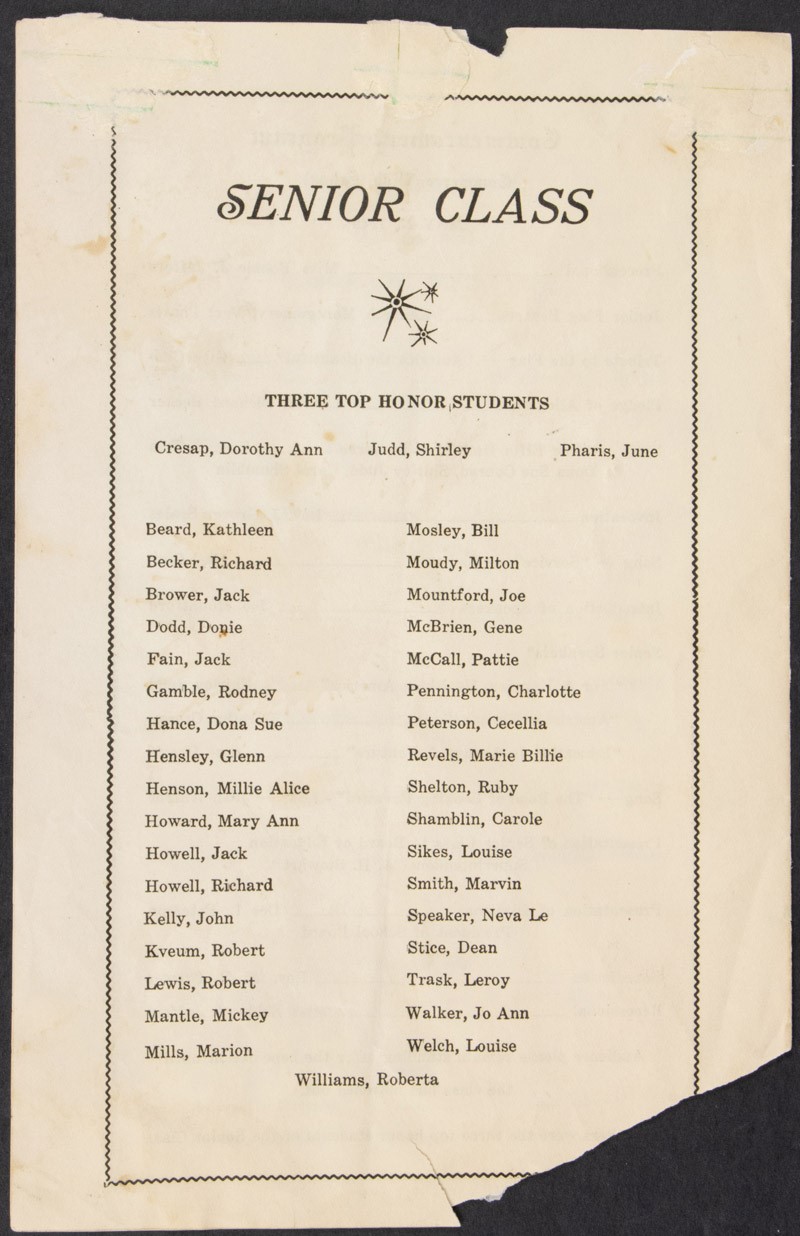 SENIOR CLASS
THREE TOP HONOR STUDENTS
Cresap, Dorothy Ann Judd, Shirley Pharis, June
Beard, Kathleen Mosley, Bill
Becker, Richard Moudy, Milton
Brower, Jack Mountford, Joe
Dodd, Donie McBrien, Gene
Fain, Jack McCall, Pattie
Gamble, Rodney Pennington, Charlotte
Hance, Dona Sue Peterson, Cecellia
Hensley, Glenn Revels, Marie Billie
Henson, Millie Alice Shelton, Ruby
Howard, Mary Ann Shamblin, Carole
Howell, Jack Sikes, Louise
Howell, Richard Smith, Marvin
Kelly, John Speaker, Neva Le
Kveum, Robert Stice, Dean
Lewis, Robert Trask, Leroy
Mantle, Mickey Walker, Jo Ann
Mills, Marion Welch, Louise
Williams, Roberta